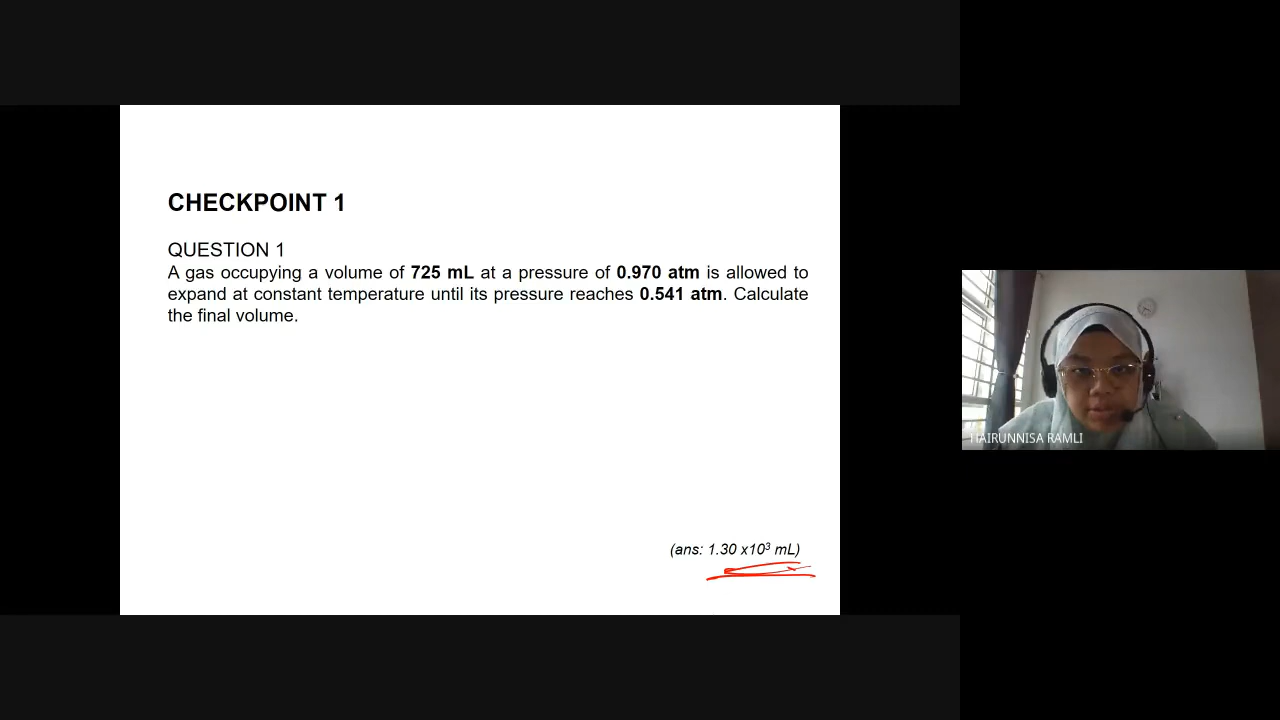 CHECKPOINT 1
QUESTION 1
A gas occupying a volume of 725 mL at a pressure of 0.970 atm is allowed to
expand at constant temperature until its pressure reaches 0.541 atm. Calculate
the final volume.
(ans: 1.30 x10³ mL)
HAIRUNNISA RAMLI